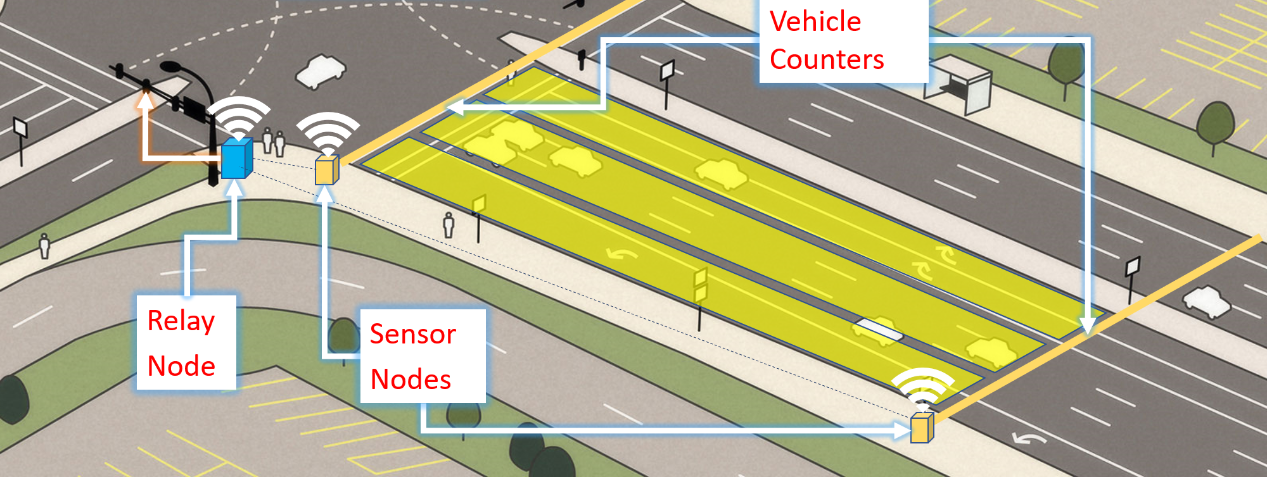 Vehicle
Counters
Relay
Node
Sensor
Nodes